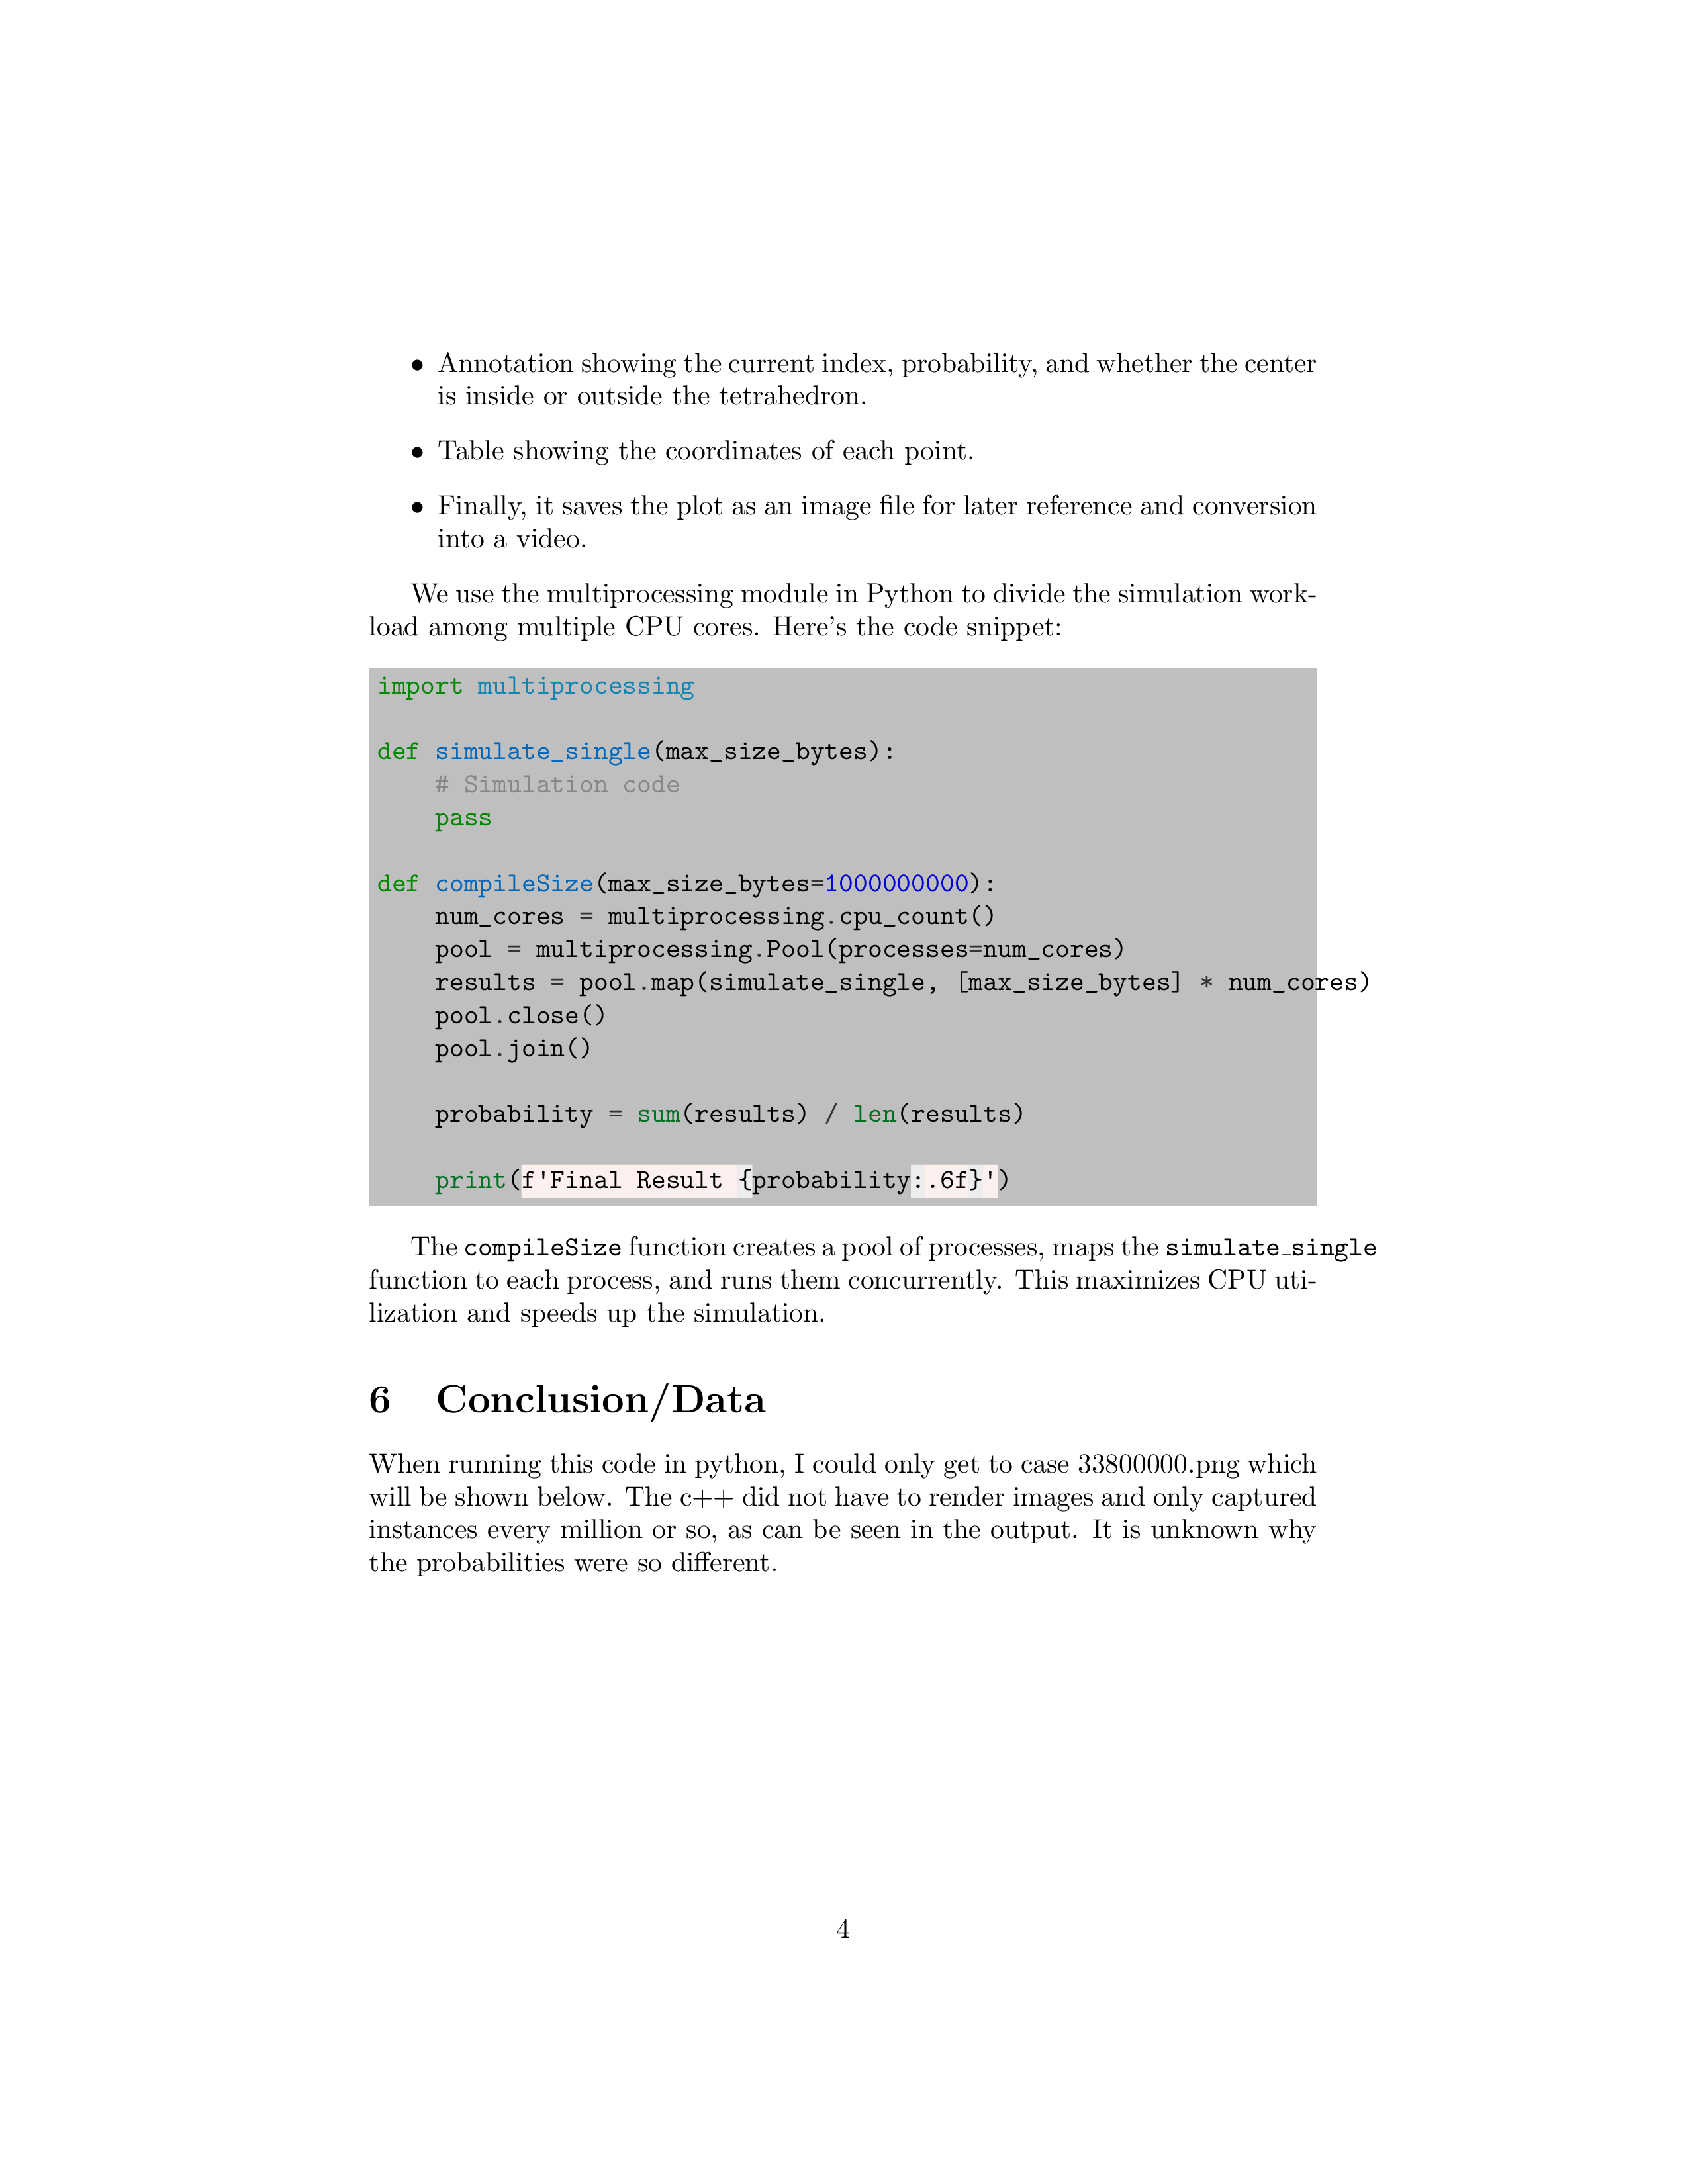 • Annotation showing the current index, probability, and whether the center
is inside or outside the tetrahedron.
• Table showing the coordinates of each point.
• Finally, it saves the plot as an image file for later reference and conversion
into a video.
We use the multiprocessing module in Python to divide the simulation work-
load among multiple CPU cores. Here's the code snippet:
import multiprocessing
def simulate_single(max_size_bytes):
    # Simulation code
    pass
def compileSize(max_size_bytes=1000000000):
    num_cores = multiprocessing.cpu_count()
    pool = multiprocessing.Pool(processes=num_cores)
    results = pool.map(simulate_single, [max_size_bytes] * num_cores)
    pool.close()
    pool.join()
    probability = sum(results) / len(results)
    print(f'Final Result {probability:.6f}')
The compileSize function creates a pool of processes, maps the simulate_single
function to each process, and runs them concurrently. This maximizes CPU uti-
lization and speeds up the simulation.
6 Conclusion/Data
When running this code in python, I could only get to case 33800000.png which
will be shown below. The c++ did not have to render images and only captured
instances every million or so, as can be seen in the output. It is unknown why
the probabilities were so different.
4